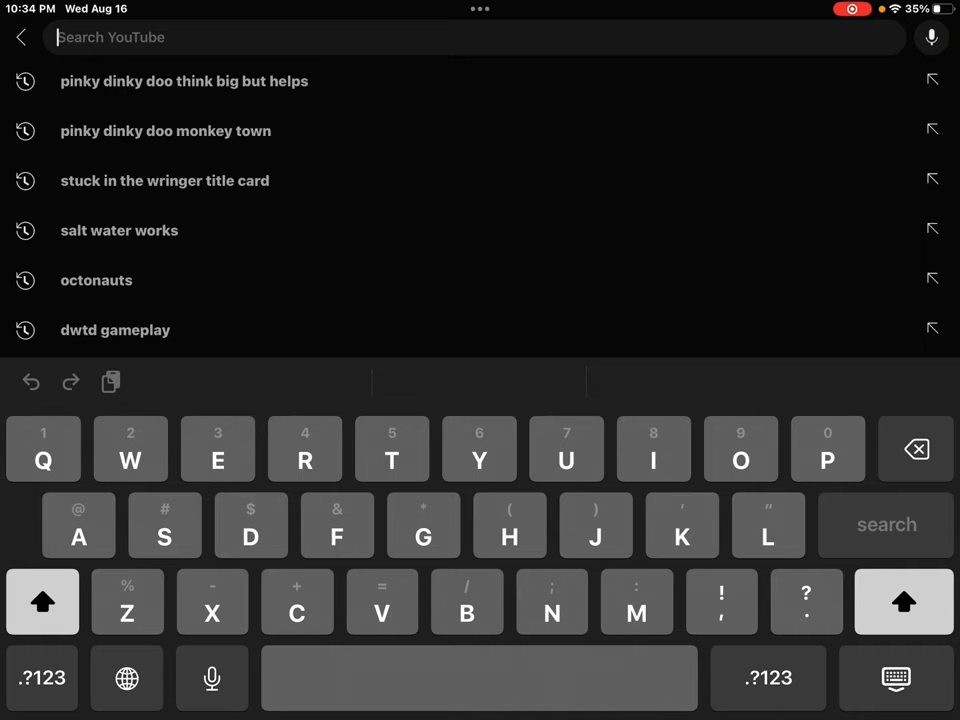 10:34 PM Wed Aug 16 35%
Search YouTube
pinky dinky doo think big but helps
pinky dinky doo monkey town
stuck in the wringer title card
salt water works
octonauts
dwtd gameplay
1 2 3 4 5 6 7 8 9 0
Q W E R T Y U I O P
@ # $ & * ( ) ' "
A S D F G H J K L search
% - + = / ; : ! ?
Z X C V B N M , .
.?123 .?123